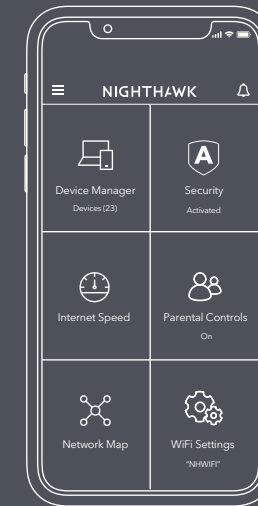 NIGHTHAWK
Device Manager
Devices (23)
A
Security
Activated
Internet Speed
Parental Controls
On
Network Map
WiFi Settings
"NHWIFI"